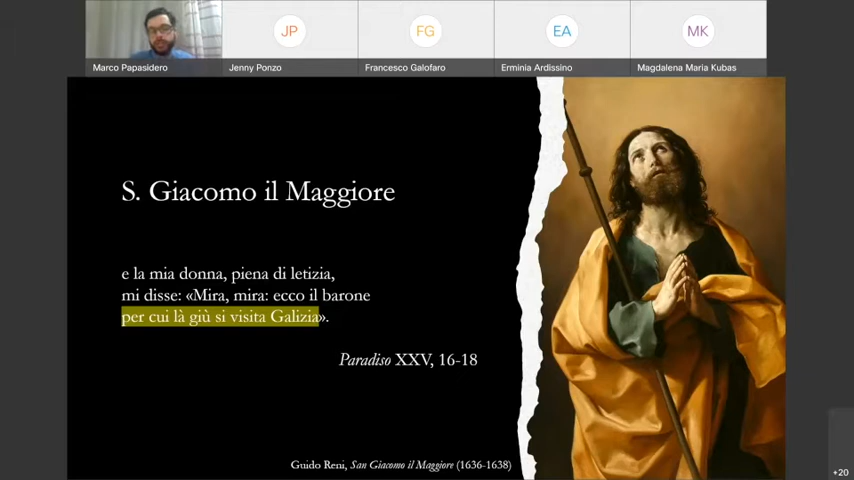 JP
FG
EA
MK
Marco Papasidero
Jenny Ponzo
Francesco Galofaro
Erminia Ardissino
Magdalena Maria Kubas
S. Giacomo il Maggiore
e la mia donna, piena di letizia,
mi disse: «Mira, mira: ecco il barone
per cui là giù si visita Galizia».
Paradiso XXV, 16-18
Guido Reni, San Giacomo il Maggiore (1636-1638)
+20